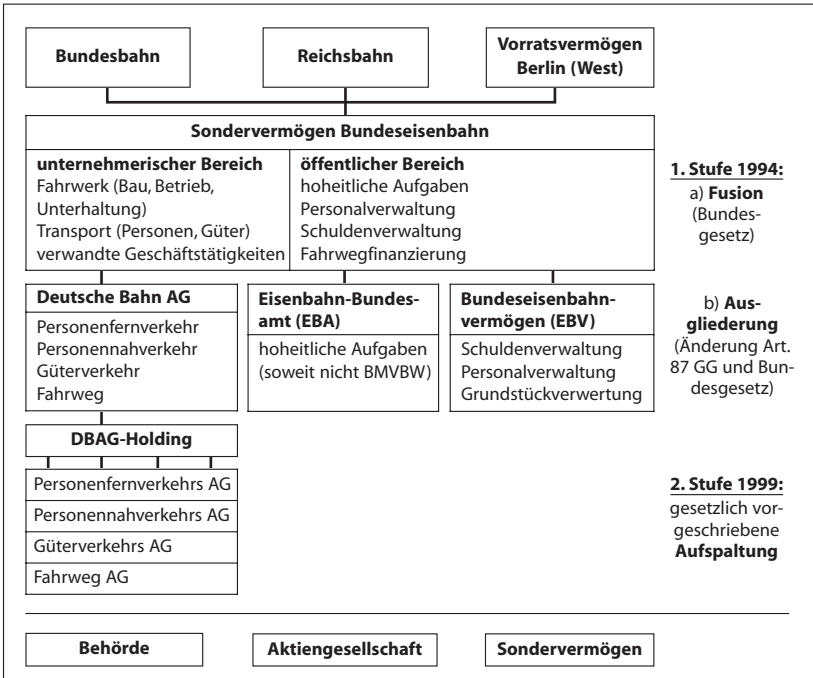 Bundesbahn
Reichsbahn
Vorratsvermögen
Berlin (West)
Sondervermögen Bundeseisenbahn
unternehmerischer Bereich
Fahrwerk (Bau, Betrieb,
Unterhaltung)
Transport (Personen, Güter)
verwandte Geschäftstätigkeiten
öffentlicher Bereich
hoheitliche Aufgaben
Personalverwaltung
Schuldenverwaltung
Fahrwegfinanzierung
1. Stufe 1994:
a) Fusion
(Bundes-
gesetz)
Deutsche Bahn AG
Personenfernverkehr
Personennahverkehr
Güterverkehr
Fahrweg
Eisenbahn-Bundes-
amt (EBA)
hoheitliche Aufgaben
(soweit nicht BMVBW)
Bundeseisenbahn-
vermögen (EBV)
Schuldenverwaltung
Personalverwaltung
Grundstückverwertung
b) Aus-
gliederung
(Änderung Art.
87 GG und Bun-
desgesetz)
DBAG-Holding
Personenfernverkehrs AG
Personennahverkehrs AG
Güterverkehrs AG
Fahrweg AG
2. Stufe 1999:
gesetzlich vor-
geschriebene
Aufspaltung
Behörde
Aktiengesellschaft
Sondervermögen